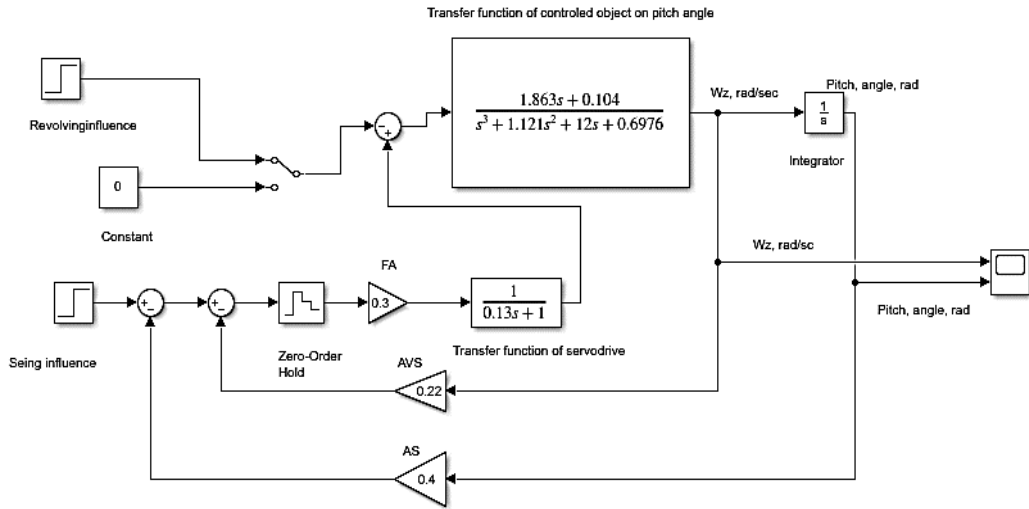 Transfer function of controled object on pitch angle
Revolvinginfluence
1.863s + 0.104
s³ + 1.121s² + 12s + 0.6976
Wz, rad/sec
Pitch, angle, rad
1
s
Integrator
0
Constant
Wz, rad/sc
Pitch, angle, rad
FA
0.3
1
0.13s + 1
Transfer function of servodrive
Seing influence
Zero-Order
Hold
AVS
0.22
AS
0.4